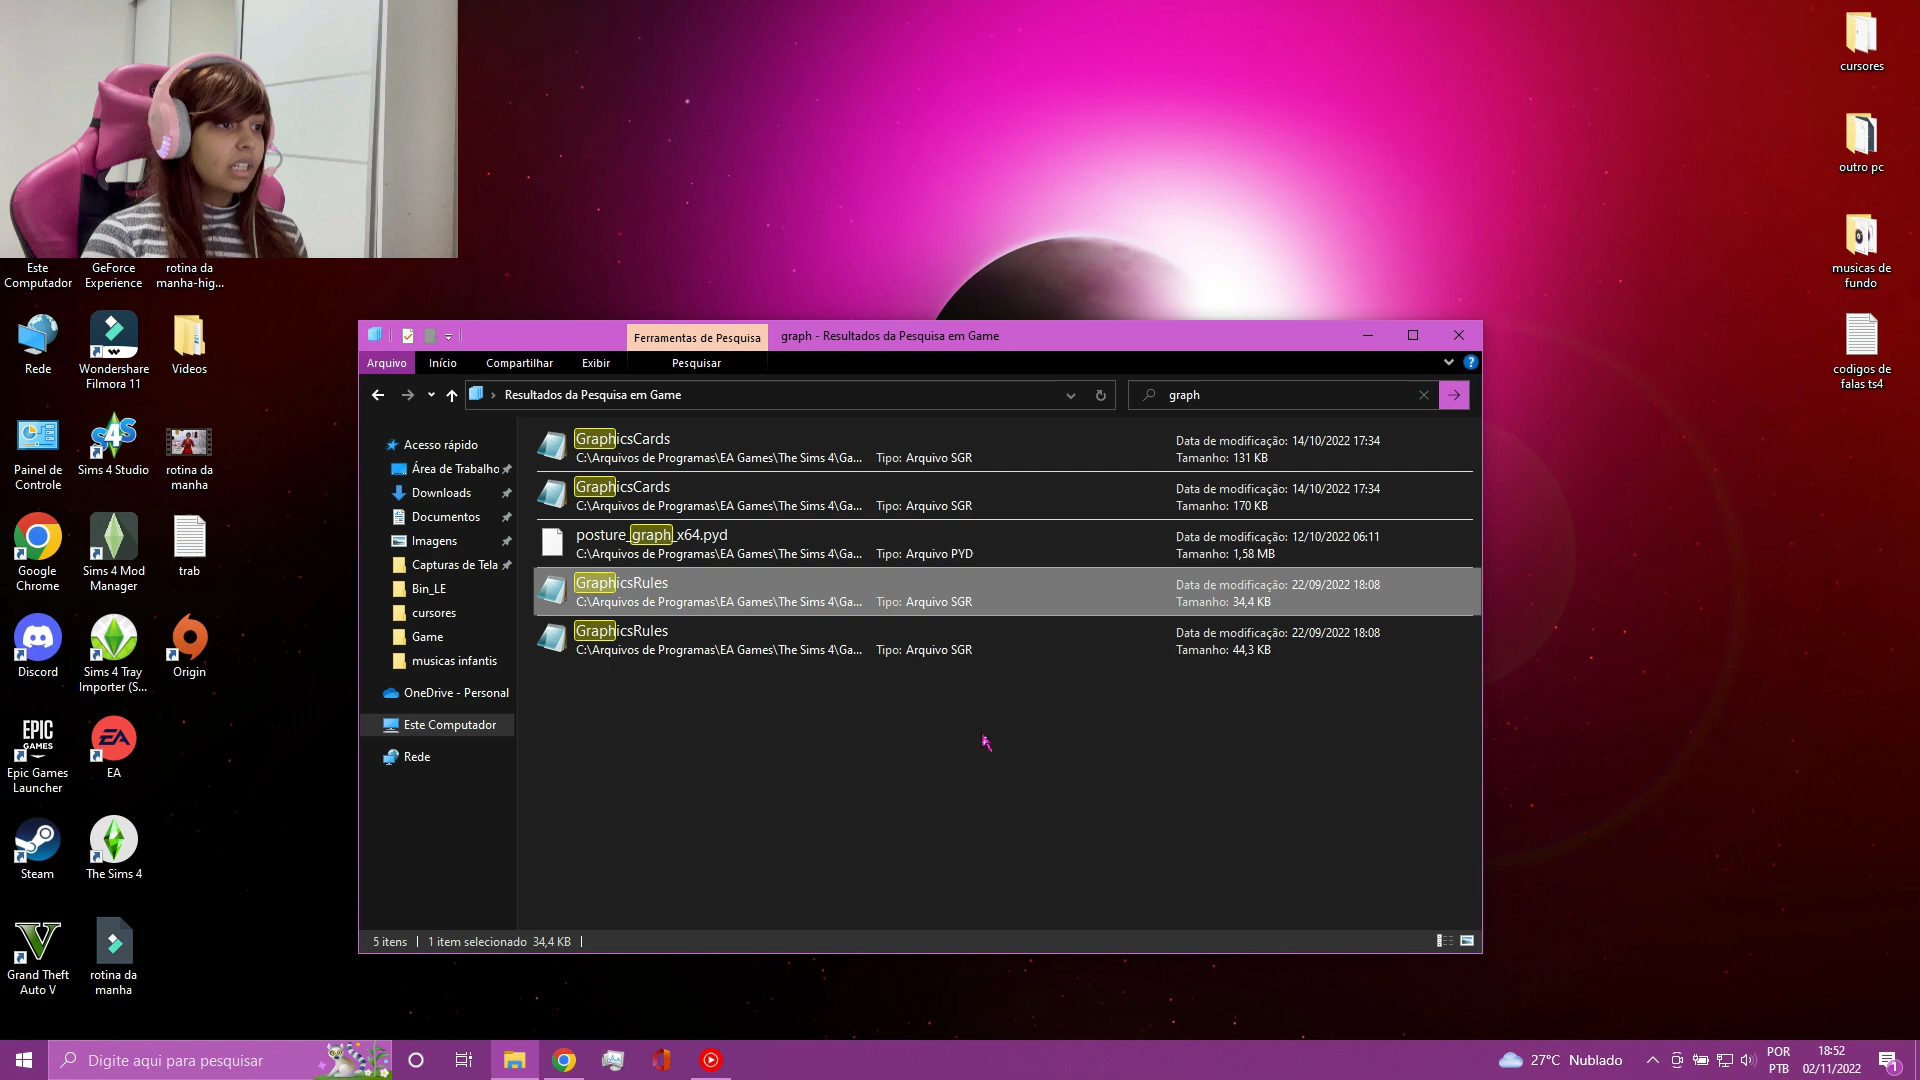 Este
Computador
GeForce
Experience
rotina da
manha-hig...
Rede
Wondershare
Filmora 11
Videos
Painel de
Controle
Sims 4 Studio
rotina da
manha
Google
Chrome
Sims 4 Mod
Manager
trab
Discord
Sims 4 Tray
Importer (S...
Origin
EPIC
GAMES
Epic Games
Launcher
EA
EA
Steam
The Sims 4
Grand Theft
Auto V
rotina da
manha
cursores
outro pc
musicas de
fundo
codigos de
falas ts4
Ferramentas de Pesquisa
graph - Resultados da Pesquisa em Game
Arquivo
Início
Compartilhar
Exibir
Pesquisar
Resultados da Pesquisa em Game
graph
Acesso rápido
Área de Trabalho
Downloads
Documentos
Imagens
Capturas de Tela
Bin_LE
cursores
Game
musicas infantis
OneDrive - Personal
Este Computador
Rede
GraphicsCards
C:\Arquivos de Programas\EA Games\The Sims 4\Ga... Tipo: Arquivo SGR
Data de modificação: 14/10/2022 17:34
Tamanho: 131 KB
GraphicsCards
C:\Arquivos de Programas\EA Games\The Sims 4\Ga... Tipo: Arquivo SGR
Data de modificação: 14/10/2022 17:34
Tamanho: 170 KB
posture_graph_x64.pyd
C:\Arquivos de Programas\EA Games\The Sims 4\Ga... Tipo: Arquivo PYD
Data de modificação: 12/10/2022 06:11
Tamanho: 1,58 MB
GraphicsRules
C:\Arquivos de Programas\EA Games\The Sims 4\Ga... Tipo: Arquivo SGR
Data de modificação: 22/09/2022 18:08
Tamanho: 34,4 KB
GraphicsRules
C:\Arquivos de Programas\EA Games\The Sims 4\Ga... Tipo: Arquivo SGR
Data de modificação: 22/09/2022 18:08
Tamanho: 44,3 KB
5 itens
1 item selecionado 34,4 KB
Digite aqui para pesquisar
27°C Nublado
POR
PTB
18:52
02/11/2022
1